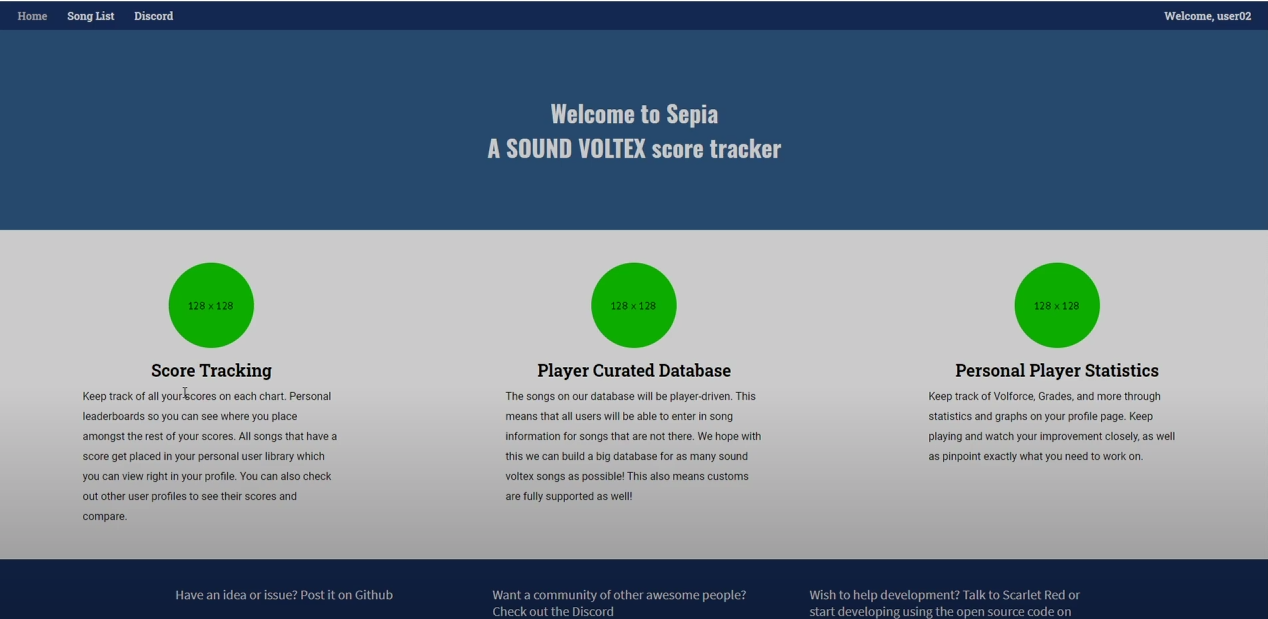 Home Song List Discord Welcome, user02
Welcome to Sepia
A SOUND VOLTEX score tracker
128 x 128
Score Tracking
Keep track of all your scores on each chart. Personal
leaderboards so you can see where you place
amongst the rest of your scores. All songs that have a
score get placed in your personal user library which
you can view right in your profile. You can also check
out other user profiles to see their scores and
compare.
128 x 128
Player Curated Database
The songs on our database will be player-driven. This
means that all users will be able to enter in song
information for songs that are not there. We hope with
this we can build a big database for as many sound
voltex songs as possible! This also means customs
are fully supported as well!
128 x 128
Personal Player Statistics
Keep track of Volforce, Grades, and more through
statistics and graphs on your profile page. Keep
playing and watch your improvement closely, as well
as pinpoint exactly what you need to work on.
Have an idea or issue? Post it on Github
Want a community of other awesome people?
Check out the Discord
Wish to help development? Talk to Scarlet Red or
start developing using the open source code on